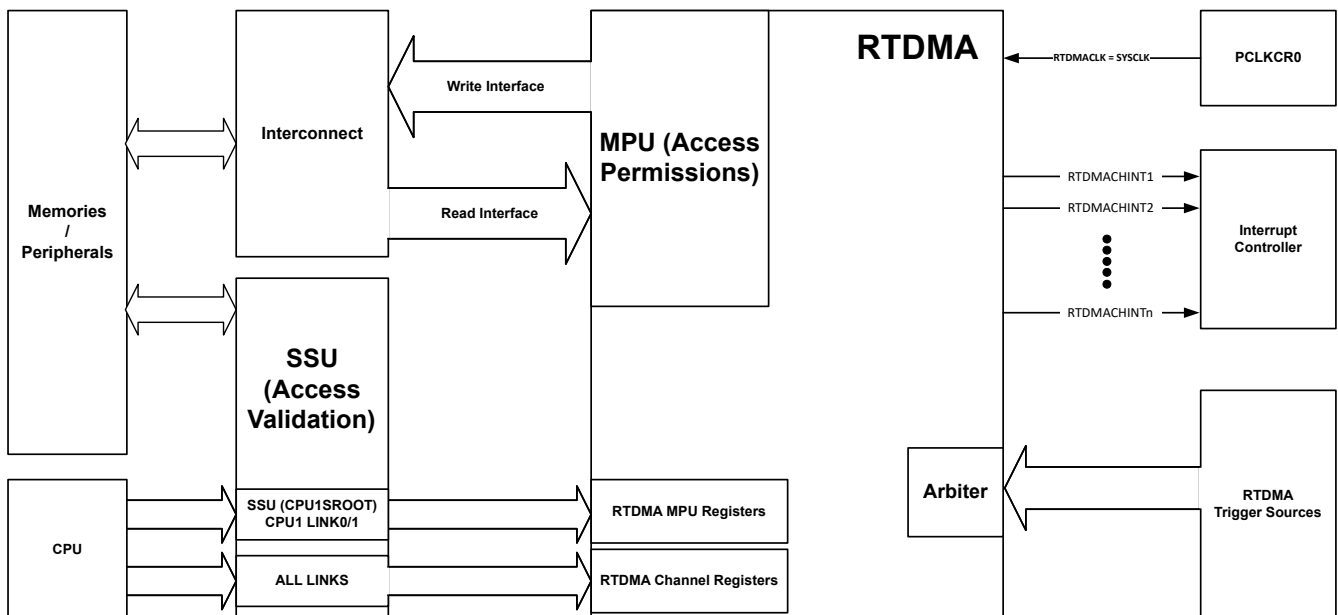 RTDMA
RTDMACLK = SYSCLK
PCLKCR0
Write Interface
Interconnect
MPU (Access
Permissions)
RTDMACHINT1
Memories
/
Peripherals
Read Interface
RTDMACHINT2
Interrupt
Controller
RTDMACHINTn
SSU
(Access
Validation)
Arbiter
RTDMA
Trigger Sources
CPU
SSU (CPU1SROOT)
CPU1 LINK0/1
RTDMA MPU Registers
ALL LINKS
RTDMA Channel Registers